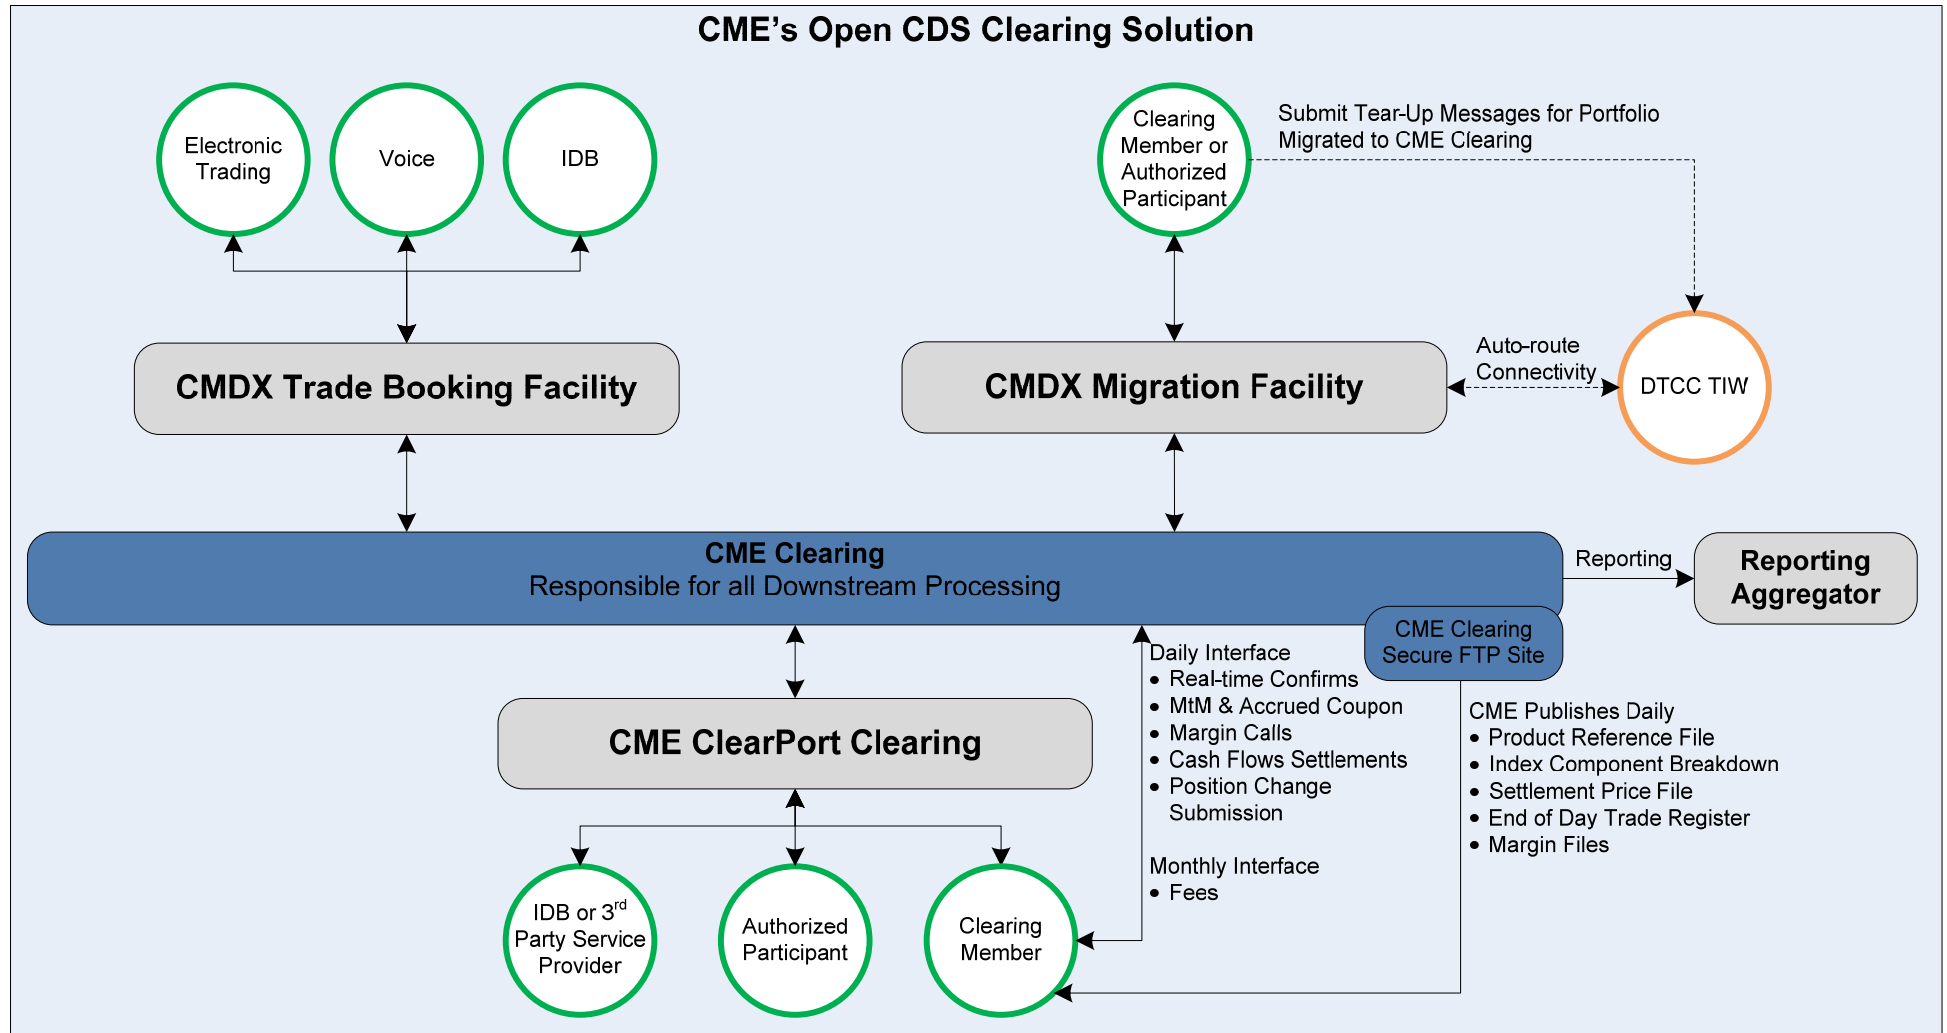 CME's Open CDS Clearing Solution
Electronic
Trading
Voice
IDB
Clearing
Member or
Authorized
Participant
Submit Tear-Up Messages for Portfolio
Migrated to CME Clearing
CMDX Trade Booking Facility
CMDX Migration Facility
Auto-route
Connectivity
DTCC TIW
CME Clearing
Responsible for all Downstream Processing
Reporting
Reporting
Aggregator
CME Clearing
Secure FTP Site
CME ClearPort Clearing
Daily Interface
• Real-time Confirms
• MtM & Accrued Coupon
• Margin Calls
• Cash Flows Settlements
• Position Change
Submission
Monthly Interface
• Fees
CME Publishes Daily
• Product Reference File
• Index Component Breakdown
• Settlement Price File
• End of Day Trade Register
• Margin Files
IDB or 3rd
Party Service
Provider
Authorized
Participant
Clearing
Member